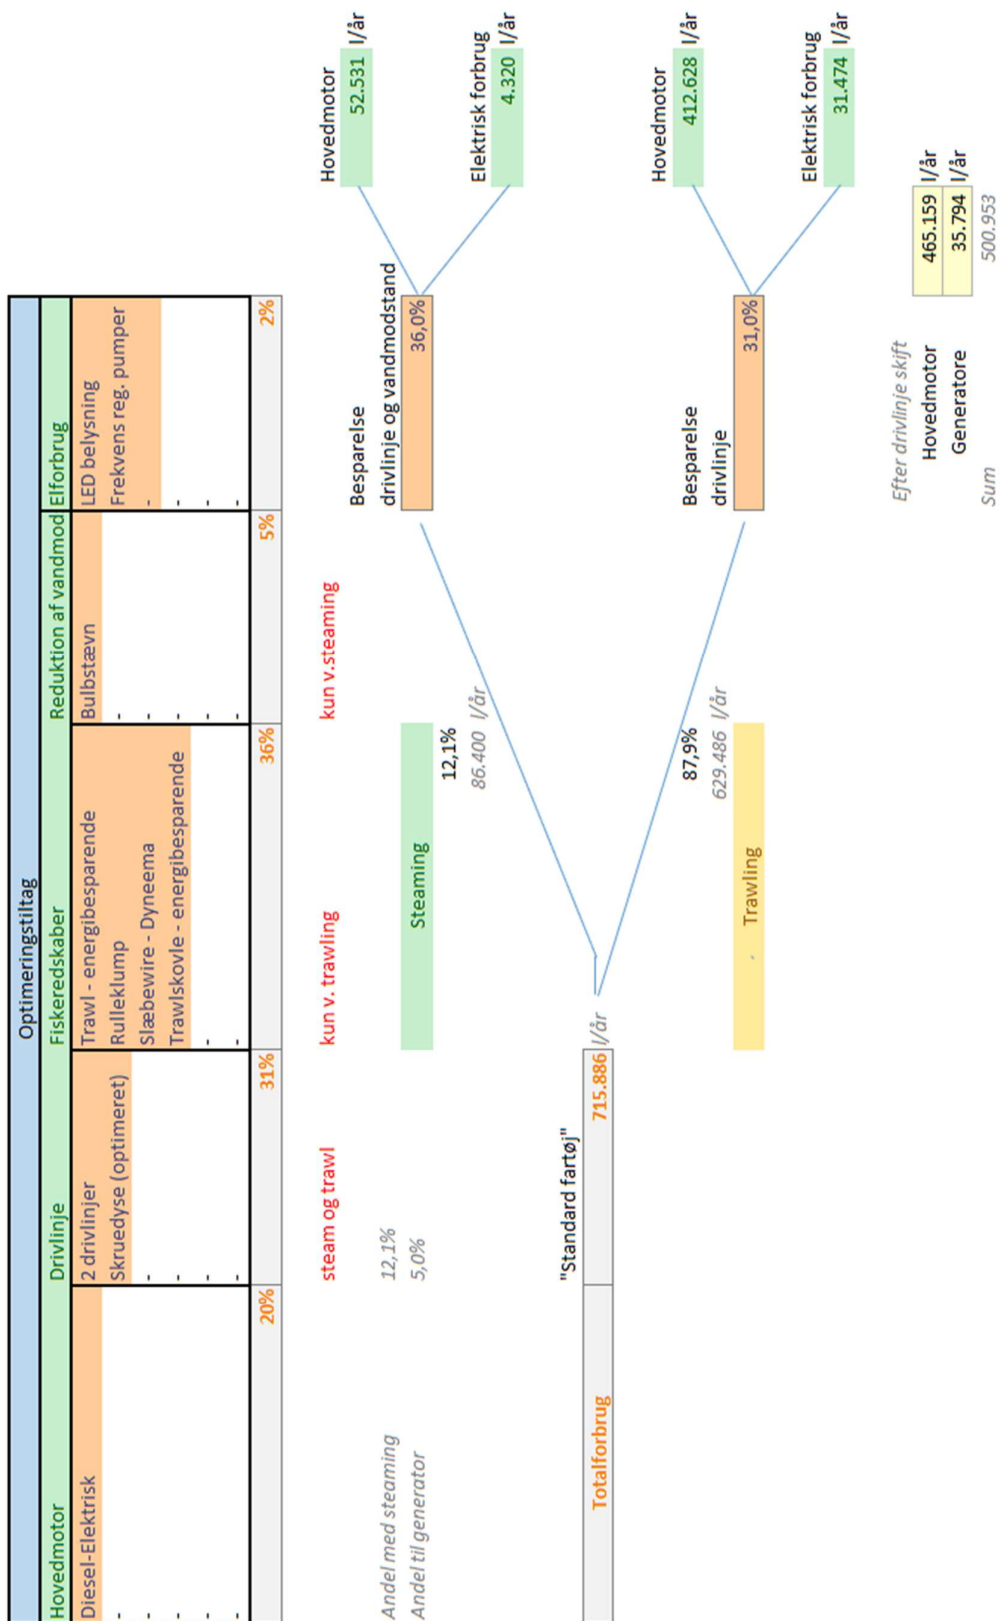 Optimeringstiltag
Hovedmotor Drivlinje Fiskeredskaber Reduktion af vandmod Elforbrug
Diesel-Elektrisk 2 drivlinjer Trawl - energibesparende Bulbstævn LED belysning
- Skruedyse (optimeret) Rulleklump - Frekvens reg. pumper
- - Slæbewire - Dyneema - -
- - Trawlskovle - energibesparende - -
- - - - -
- - - - -
20% 31% 36% 5% 2%
steam og trawl kun v. trawling kun v.steaming
Andel med steaming 12,1%
Andel til generator 5,0%
Steaming
12,1%
86.400 l/år
Besparelse
drivlinje og vandmodstand
36,0%
Hovedmotor
52.531 l/år
Elektrisk forbrug
4.320 l/år
"Standard fartøj"
Totalforbrug 715.886 l/år
87,9%
629.486 l/år
Trawling
Besparelse
drivlinje
31,0%
Hovedmotor
412.628 l/år
Elektrisk forbrug
31.474 l/år
Efter drivlinje skift
Hovedmotor 465.159 l/år
Generatore 35.794 l/år
Sum 500.953